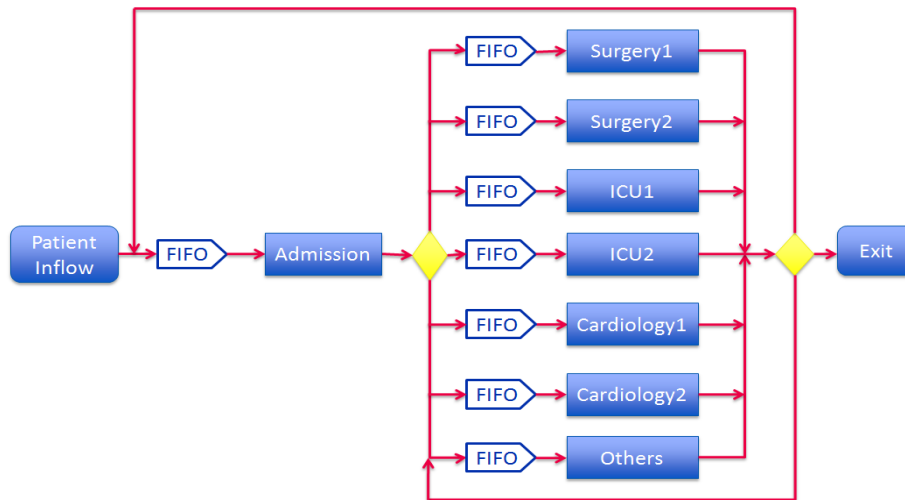 FIFO
Surgery1
FIFO
Surgery2
FIFO
ICU1
Patient
Inflow
FIFO
Admission
FIFO
ICU2
Exit
FIFO
Cardiology1
FIFO
Cardiology2
FIFO
Others